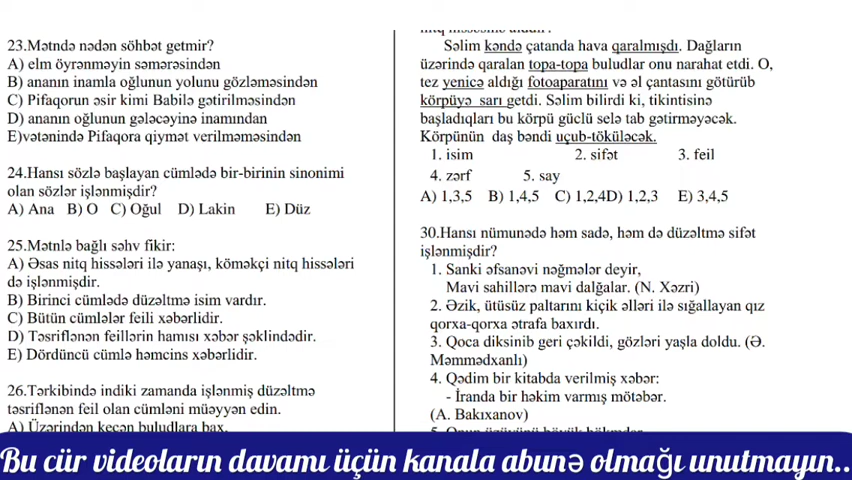 23.Mətndə nədən söhbət getmir?
A) elm öyrənməyin səmərəsindən
B) ananın inamla oğlunun yolunu gözləməsindən
C) Pifaqorun əsir kimi Babilə gətirilməsindən
D) ananın oğlunun gələcəyinə inamından
E)vətənində Pifaqora qiymət verilməməsindən
24.Hansı sözlə başlayan cümlədə bir-birinin sinonimi
olan sözlər işlənmişdir?
A) Ana B) O C) Oğul D) Lakin E) Düz
25.Mətnlə bağlı səhv fikir:
A) Əsas nitq hissələri ilə yanaşı, köməkçi nitq hissələri
də işlənmişdir.
B) Birinci cümlədə düzəltmə isim vardır.
C) Bütün cümlələr feili xəbərlidir.
D) Təsriflənən feillərin hamısı xəbər şəklindədir.
E) Dördüncü cümlə həmcins xəbərlidir.
26.Tərkibində indiki zamanda işlənmiş düzəltmə
təsriflənən feil olan cümləni müəyyən edin.
A) Üzərindən keçən buludlara bax.
Səlim kəndə çatanda hava qaralmışdı. Dağların
üzərində qaralan topa-topa buludlar onu narahat etdi. O,
tez yenicə aldığı fotoaparatını və əl çantasını götürüb
körpüyə sarı getdi. Səlim bilirdi ki, tikintisinə
başladıqları bu körpü güclü selə tab gətirməyəcək.
Körpünün daş bəndi uçub-töküləcək.
1. isim 2. sifət 3. feil
4. zərf 5. say
A) 1,3,5 B) 1,4,5 C) 1,2,4D) 1,2,3 E) 3,4,5
30.Hansı nümunədə həm sadə, həm də düzəltmə sifət
işlənmişdir?
1. Sanki əfsanəvi nəğmələr deyir,
Mavi sahillərə mavi dalğalar. (N. Xəzri)
2. Əzik, ütüsüz paltarını kiçik əlləri ilə sığallayan qız
qorxa-qorxa ətrafa baxırdı.
3. Qoca diksinib geri çəkildi, gözləri yaşla doldu. (Ə.
Məmmədxanlı)
4. Qədim bir kitabda verilmiş xəbər:
- İranda bir həkim varmış mötəbər.
(A. Bakıxanov)
Bu cür videoların davamı üçün kanala abunə olmağı unutmayın..